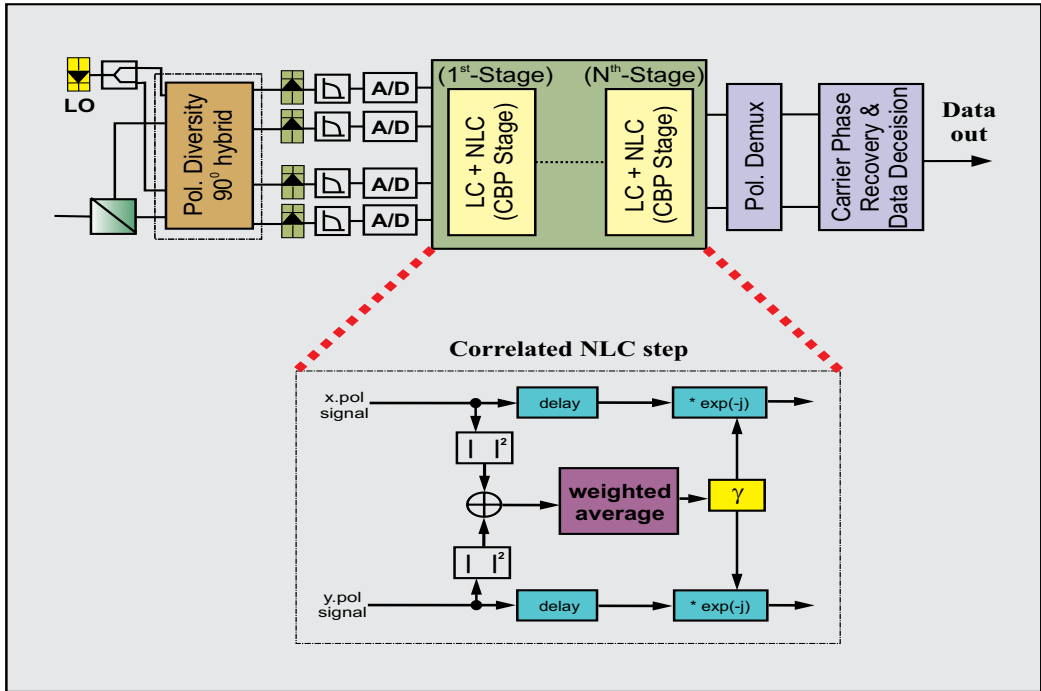 LO
Pol. Diversity
90⁰ hybrid
A/D
A/D
A/D
A/D
(1st-Stage)
(Nth-Stage)
LC + NLC
(CBP Stage)
LC + NLC
(CBP Stage)
Pol. Demux
Carrier Phase
Recovery &
Data Deceision
Data
out
Correlated NLC step
x.pol
signal
delay
* exp(-j)
| |²
weighted
average
γ
| |²
y.pol
signal
delay
* exp(-j)